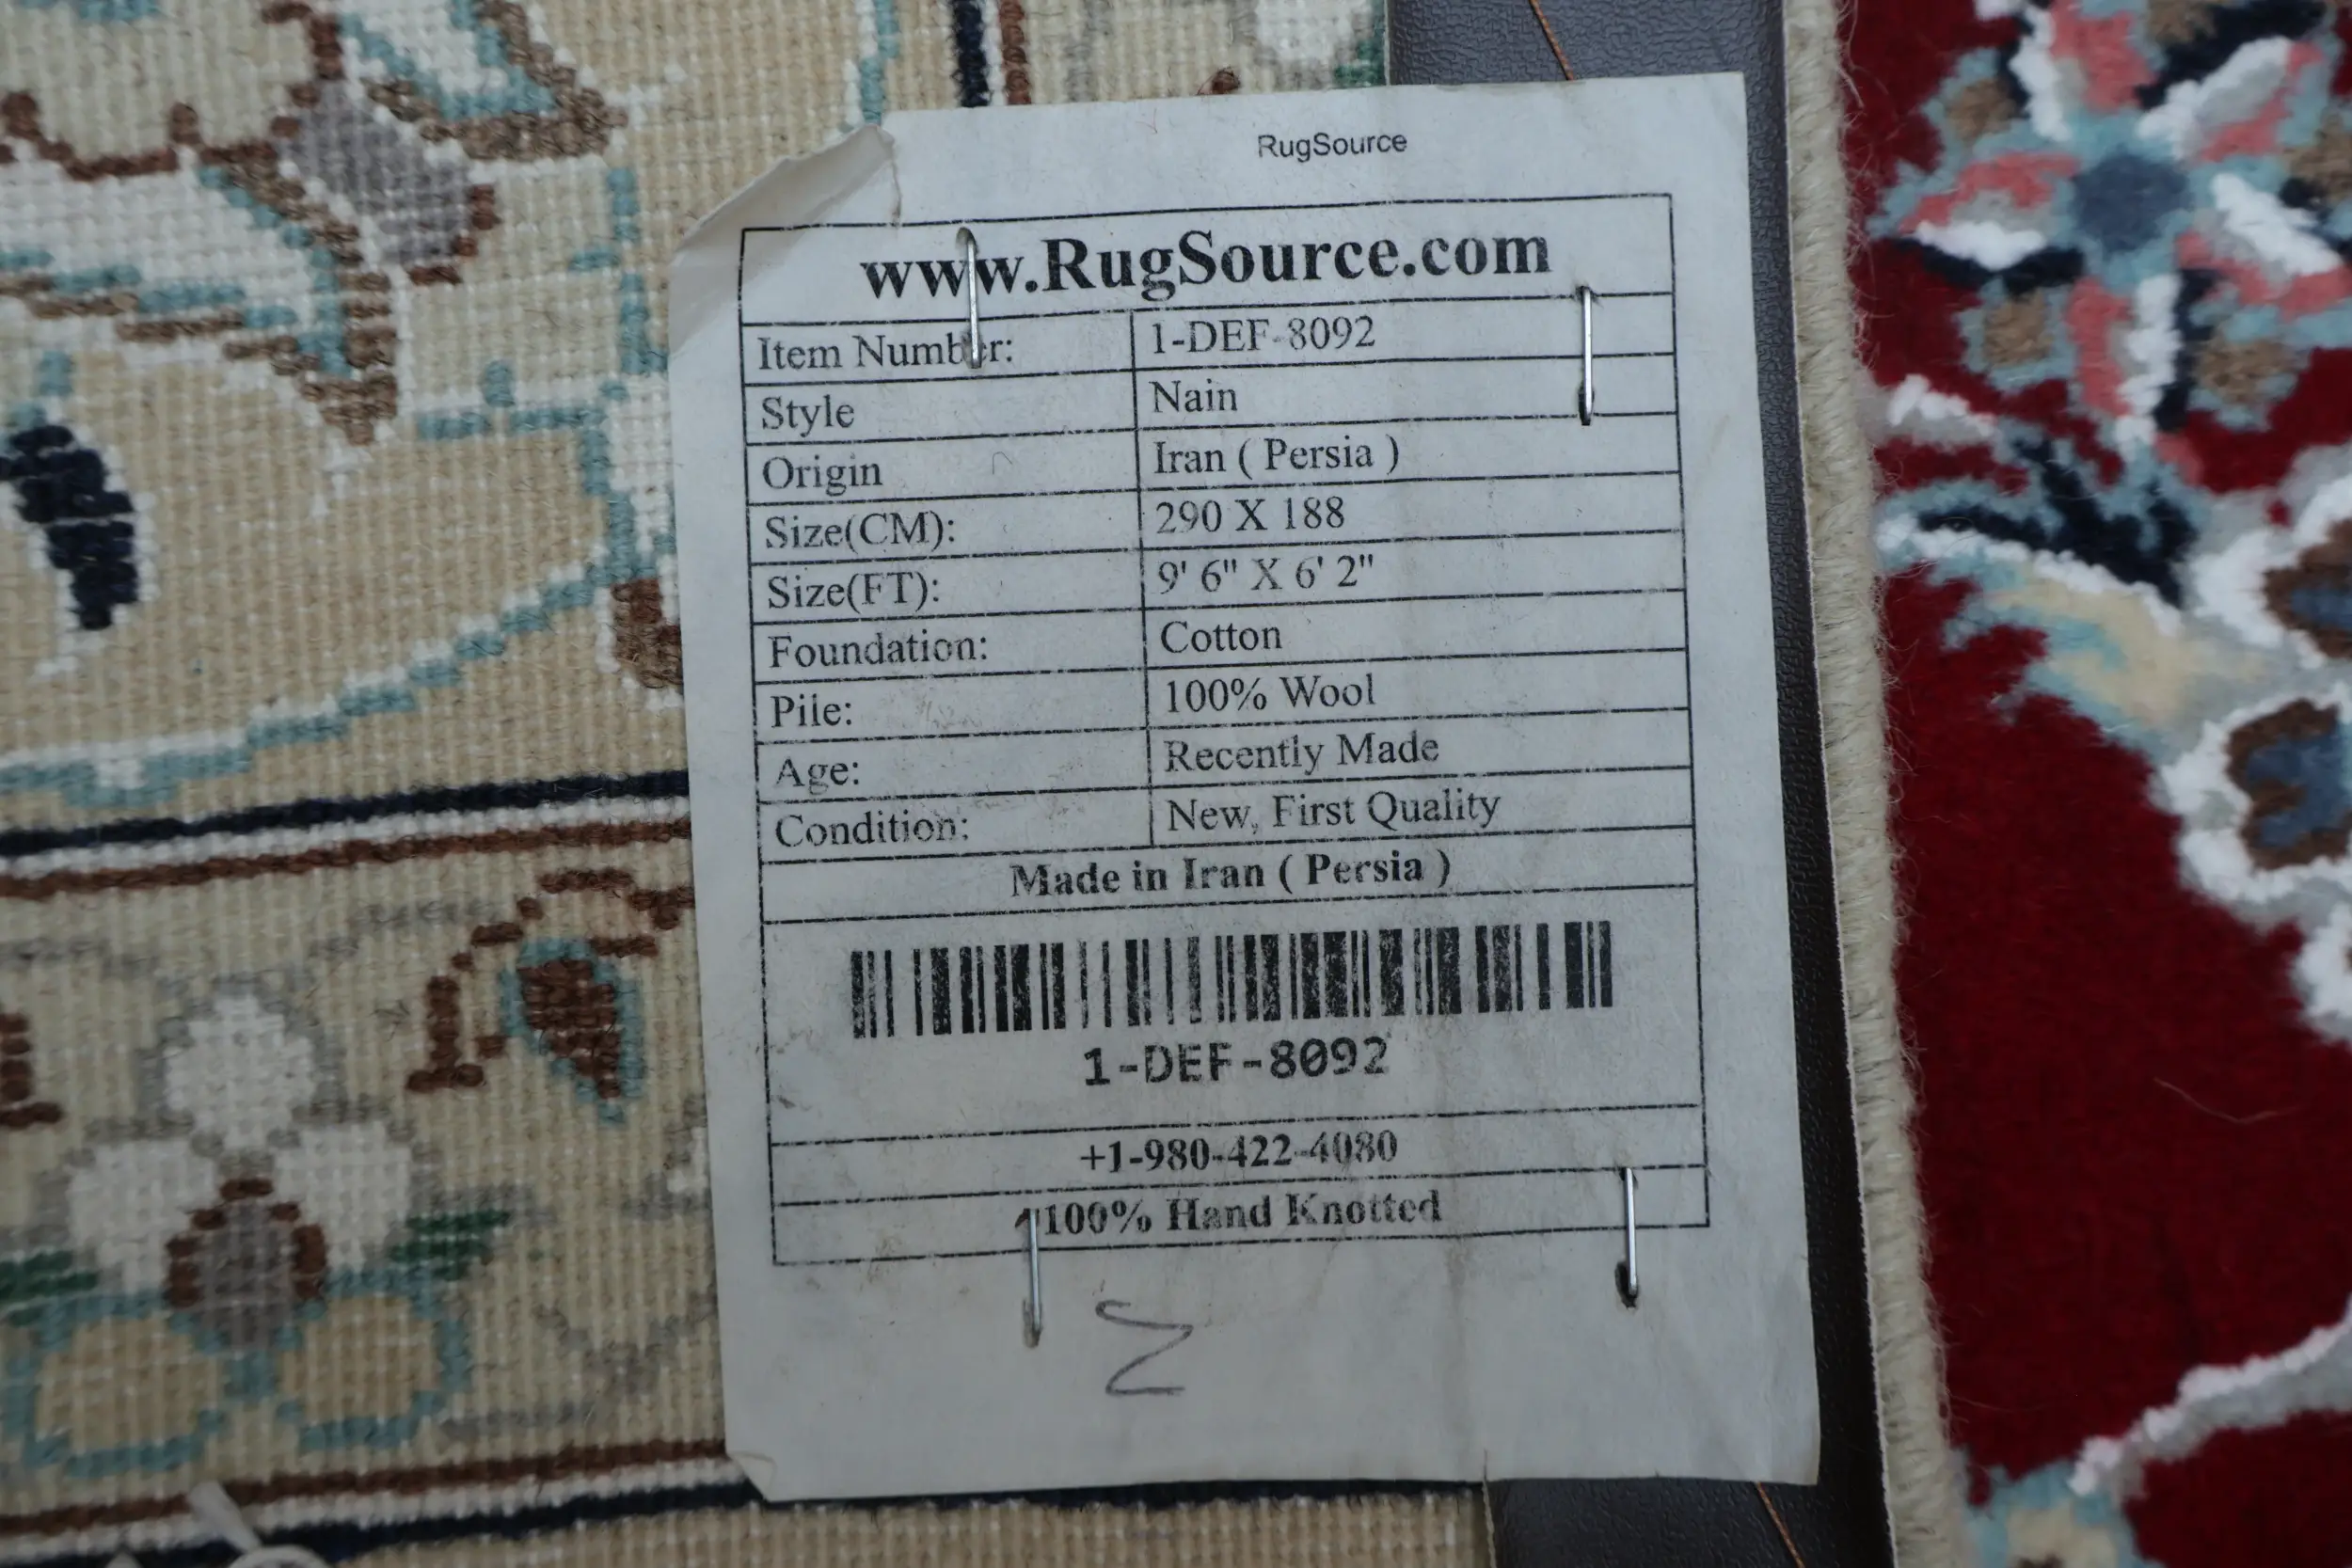 RugSource
www.RugSource.com
Item Number: 1-DEF-8092
Style Nain
Origin Iran ( Persia )
Size(CM): 290 X 188
Size(FT): 9' 6" X 6' 2"
Foundation: Cotton
Pile: 100% Wool
Age: Recently Made
Condition: New, First Quality
Made in Iran ( Persia )
1-DEF-8092
+1-980-422-4080
100% Hand Knotted